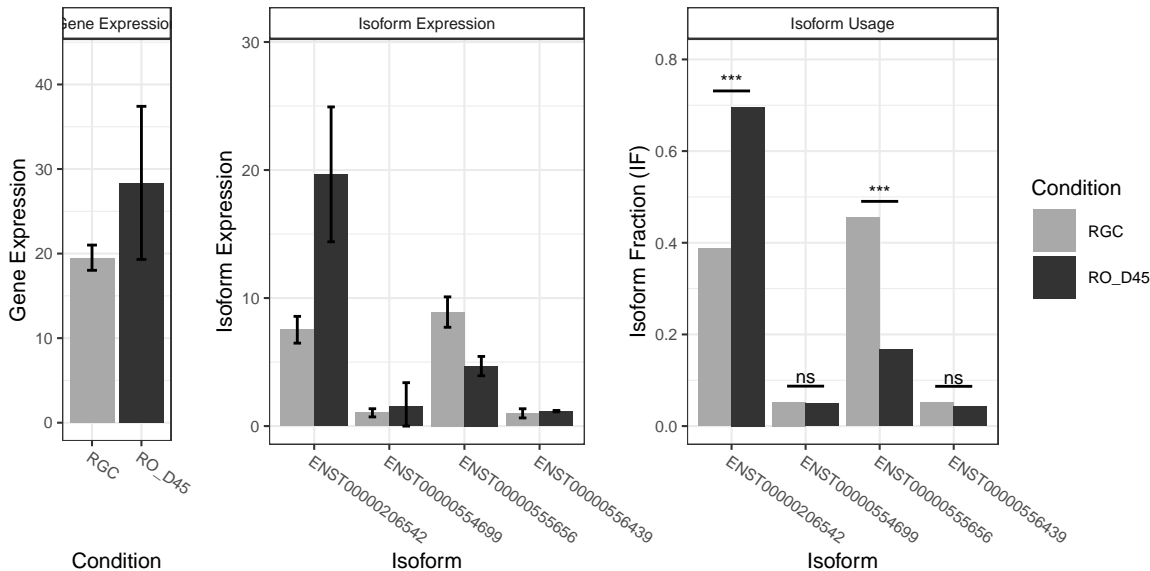 Gene Expression
Isoform Expression
Isoform Usage
Gene Expression
40
30
20
10
0
RGC
RO_D45
Condition
Isoform Expression
30
20
10
0
ENST00000206542
ENST00000554699
ENST00000555656
ENST00000556439
Isoform
Isoform Fraction (IF)
0.8
0.6
0.4
0.2
0.0
***
ns
***
ns
ENST00000206542
ENST00000554699
ENST00000555656
ENST00000556439
Isoform
Condition
RGC
RO_D45